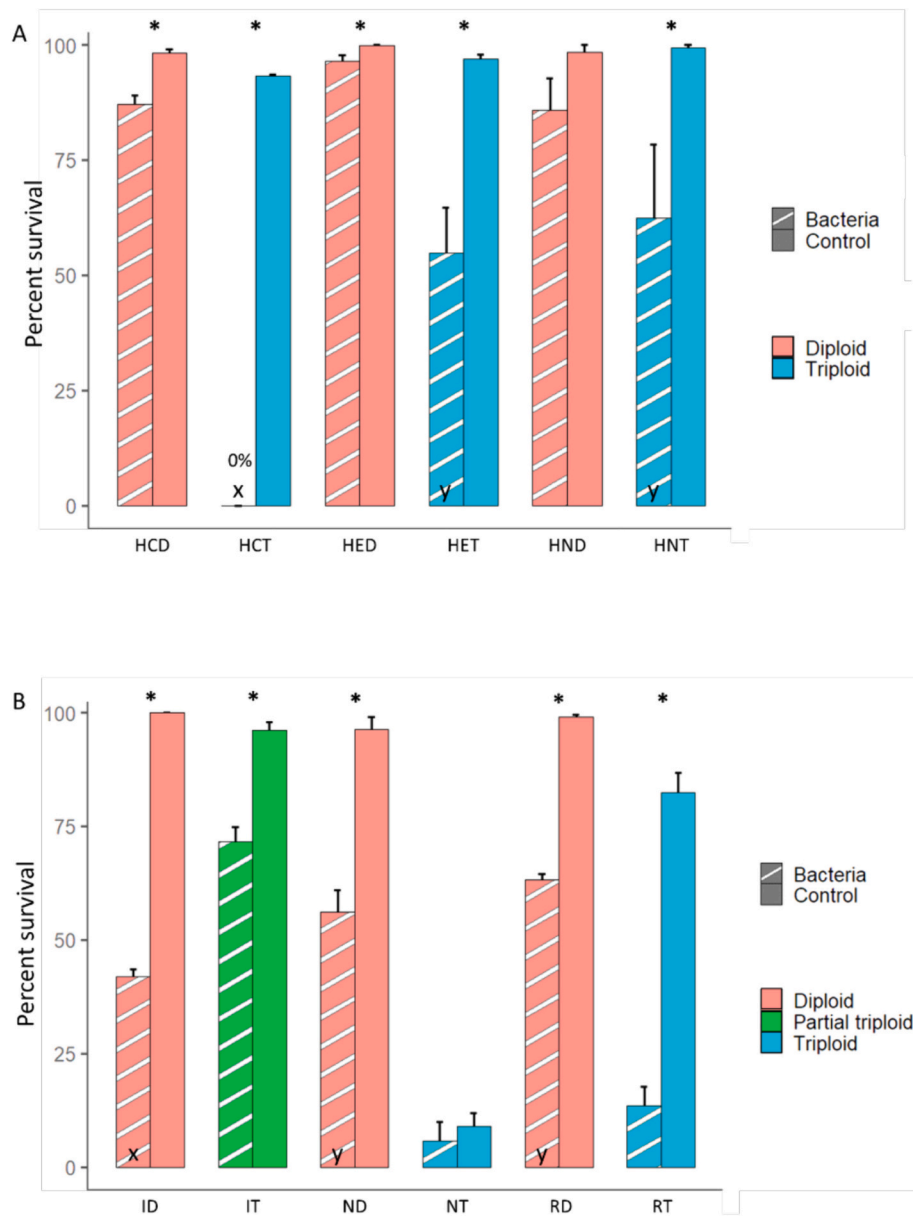 A
* * * * *
100
75
50
25
0
Percent survival
0%
x y y
HCD HCT HED HET HND HNT
Bacteria
Control
Diploid
Triploid
B
* * * * *
100
75
50
25
0
Percent survival
x y y
ID IT ND NT RD RT
Bacteria
Control
Diploid
Partial triploid
Triploid